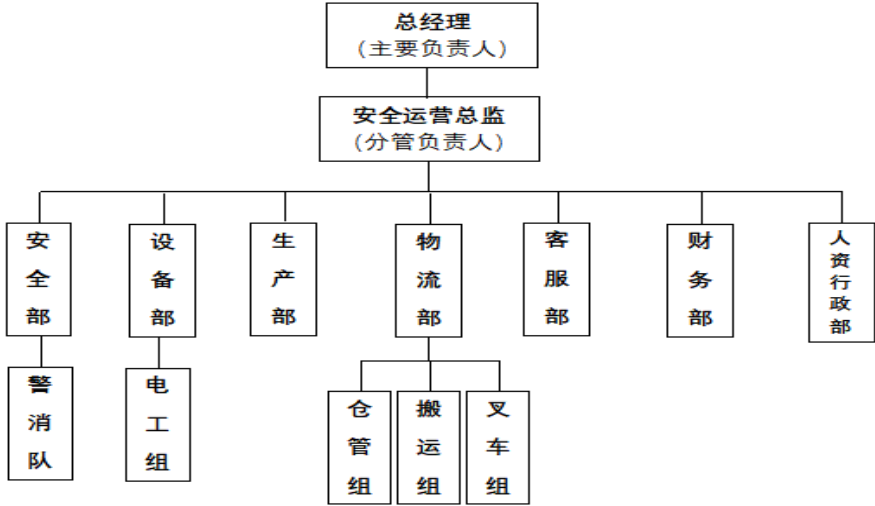 总经理
(主要负责人)
安全运营总监
(分管负责人)
安全部
设备部
生产部
物流部
客服部
财务部
人资行政部
警消队
电工组
仓管组
搬运组
叉车组